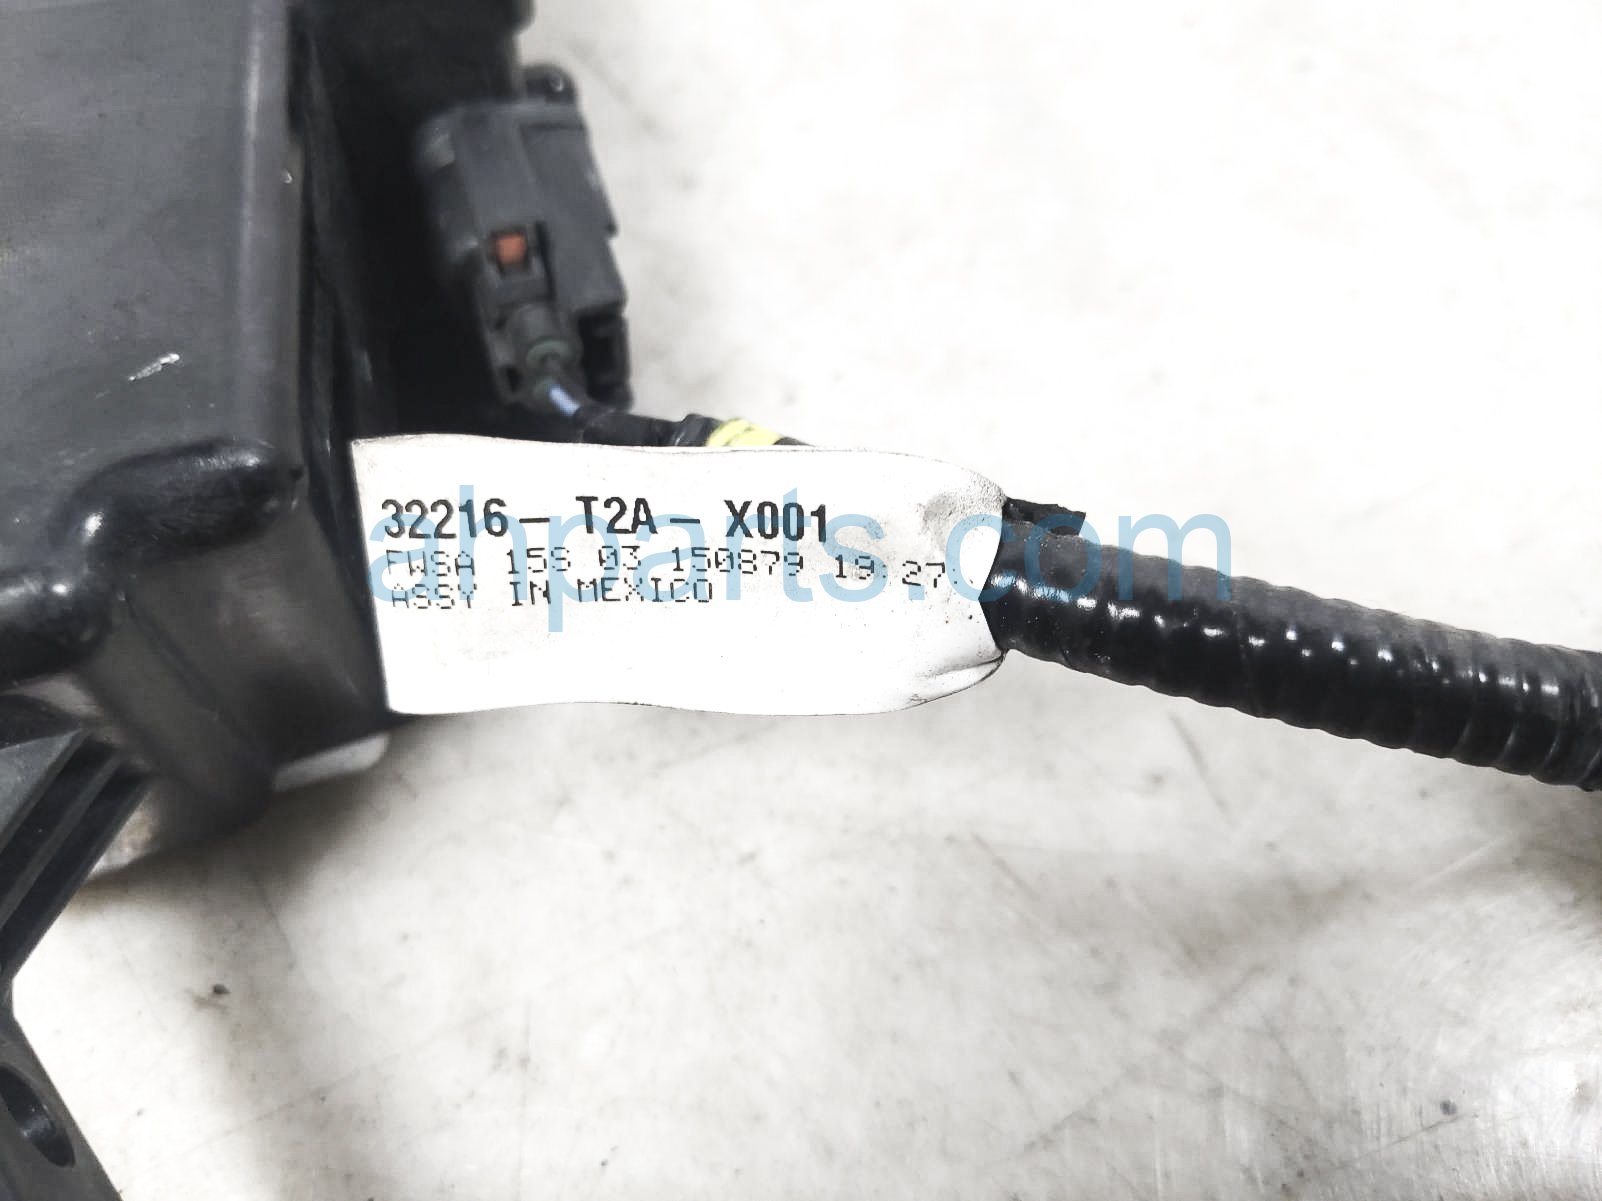 32216 - T2A - X001
FWSA 15S 03 150879 19 27
ASSY IN MEXICO
ahparts.com